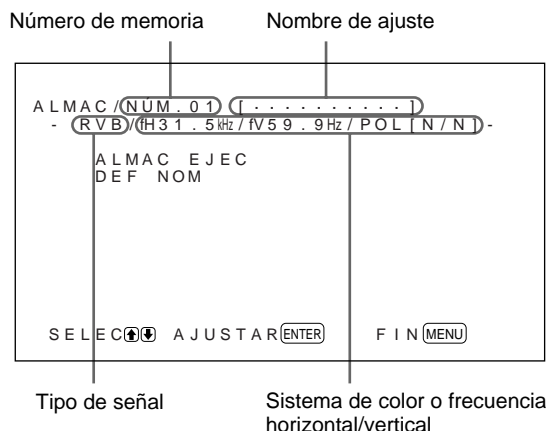 Número de memoria
Nombre de ajuste
ALMAC/NÚM.01 [..........]
- RVB/fH31.5kHz/fV59.9Hz/POL[N/N]-
ALMAC EJEC
DEF NOM
SELEC↑↓ AJUSTAR ENTER FIN MENU
Tipo de señal
Sistema de color o frecuencia
horizontal/vertical